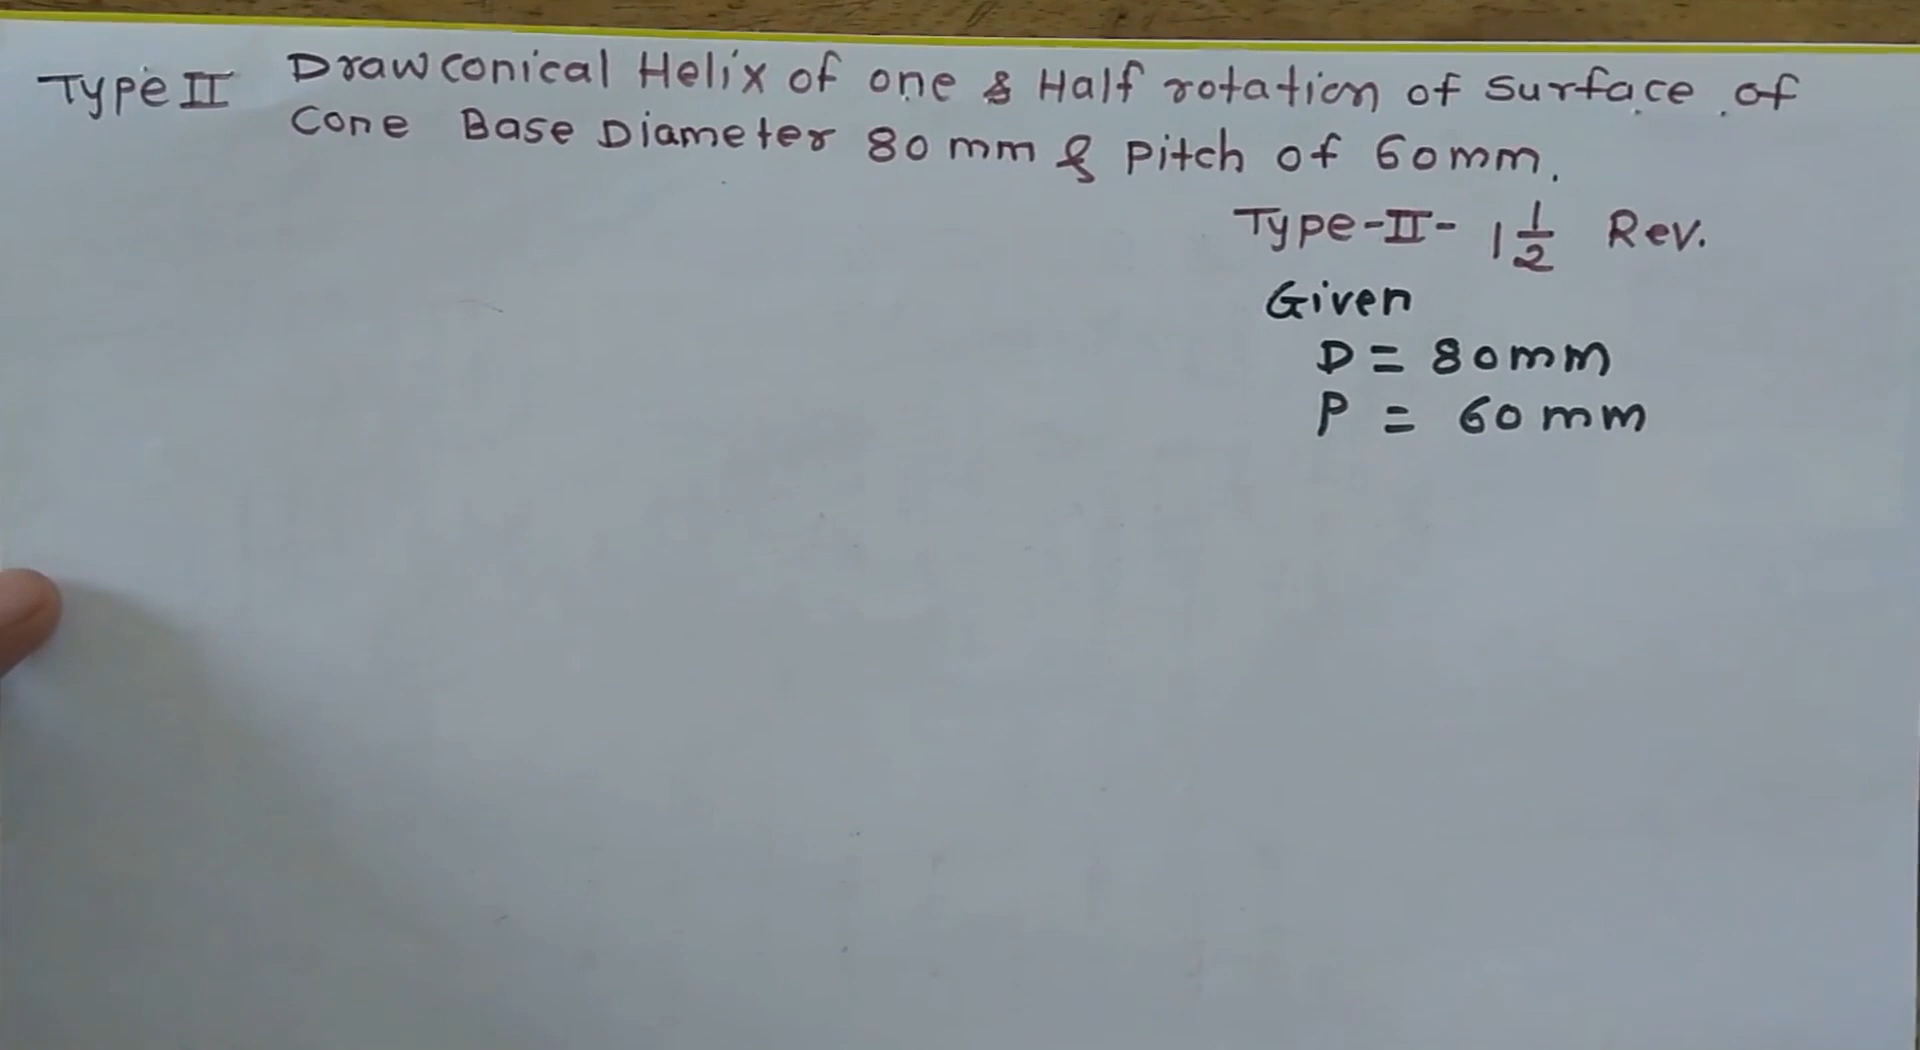 Type II Draw conical Helix of one & Half rotation of surface of
Cone Base Diameter 80 mm & pitch of 60mm.
Type-II- 1 1/2 Rev.
Given
D = 80mm
P = 60 mm